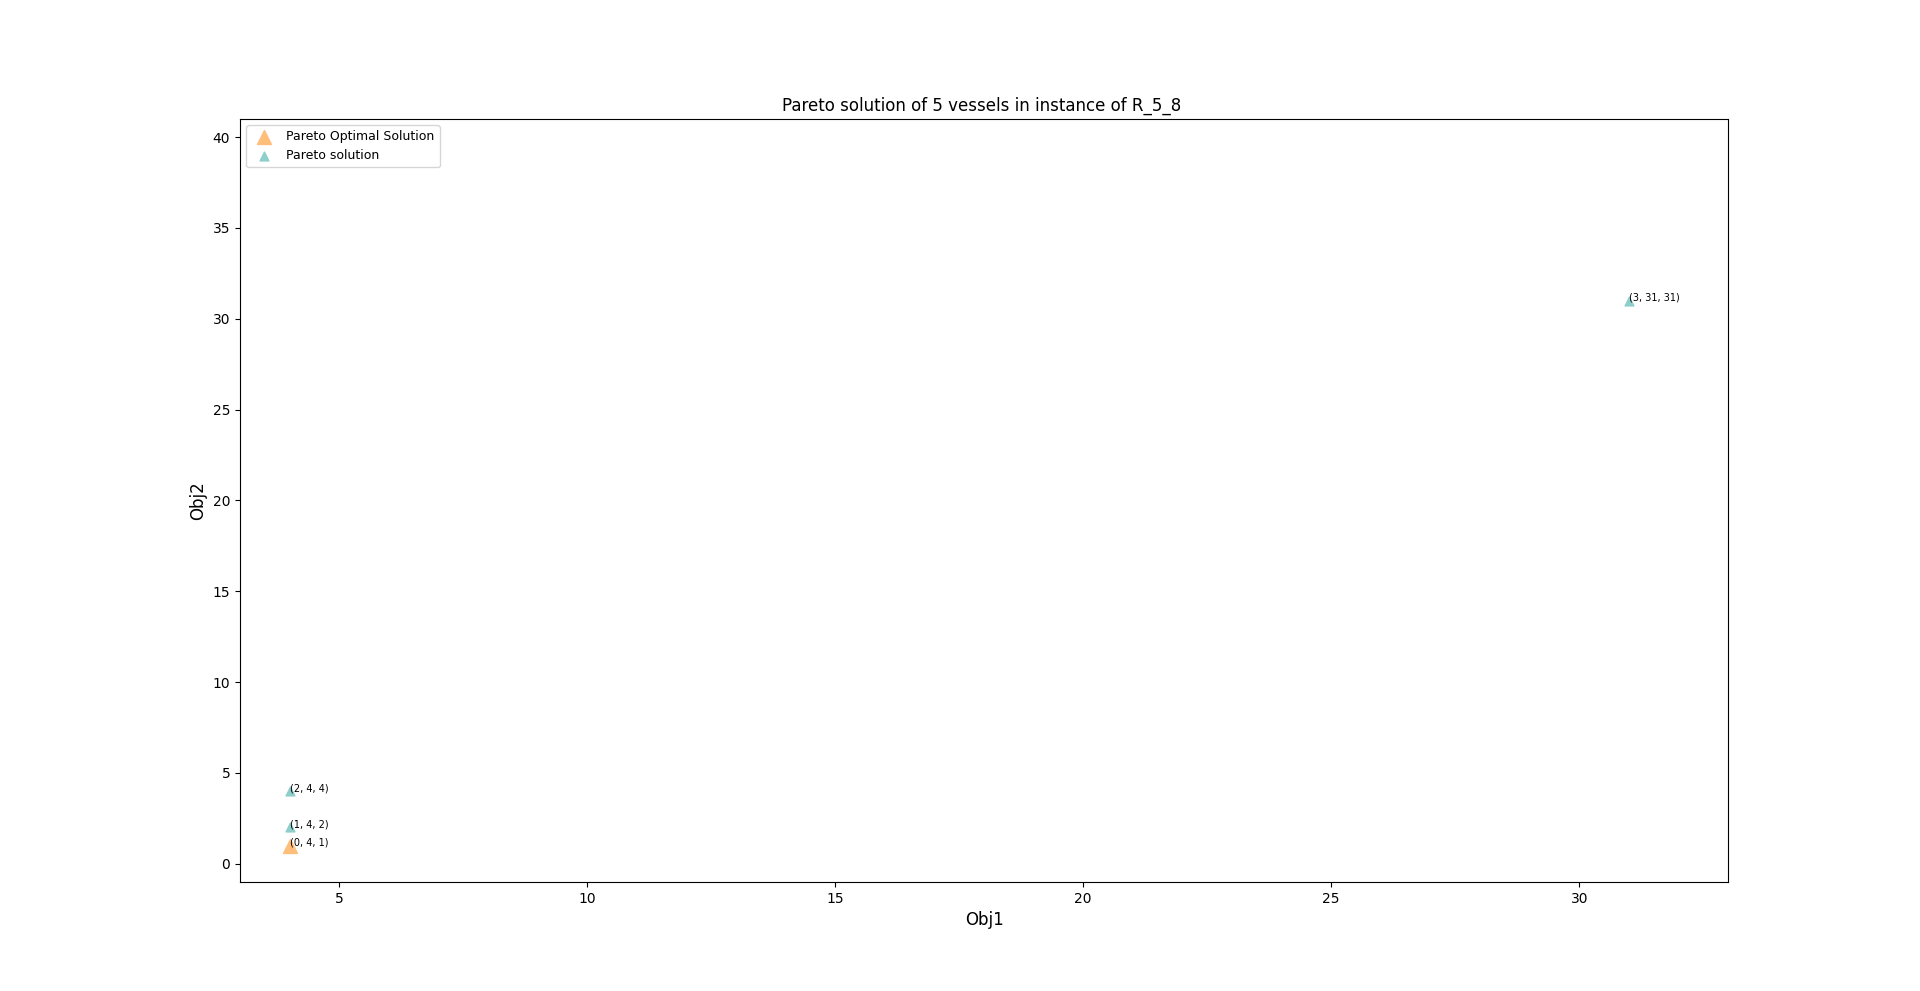 Pareto solution of 5 vessels in instance of R_5_8
Pareto Optimal Solution
Pareto solution
40
35
30
25
20
15
10
5
0
Obj2
(3, 31, 31)
(2, 4, 4)
(1, 4, 2)
(0, 4, 1)
5
10
15
20
25
30
Obj1